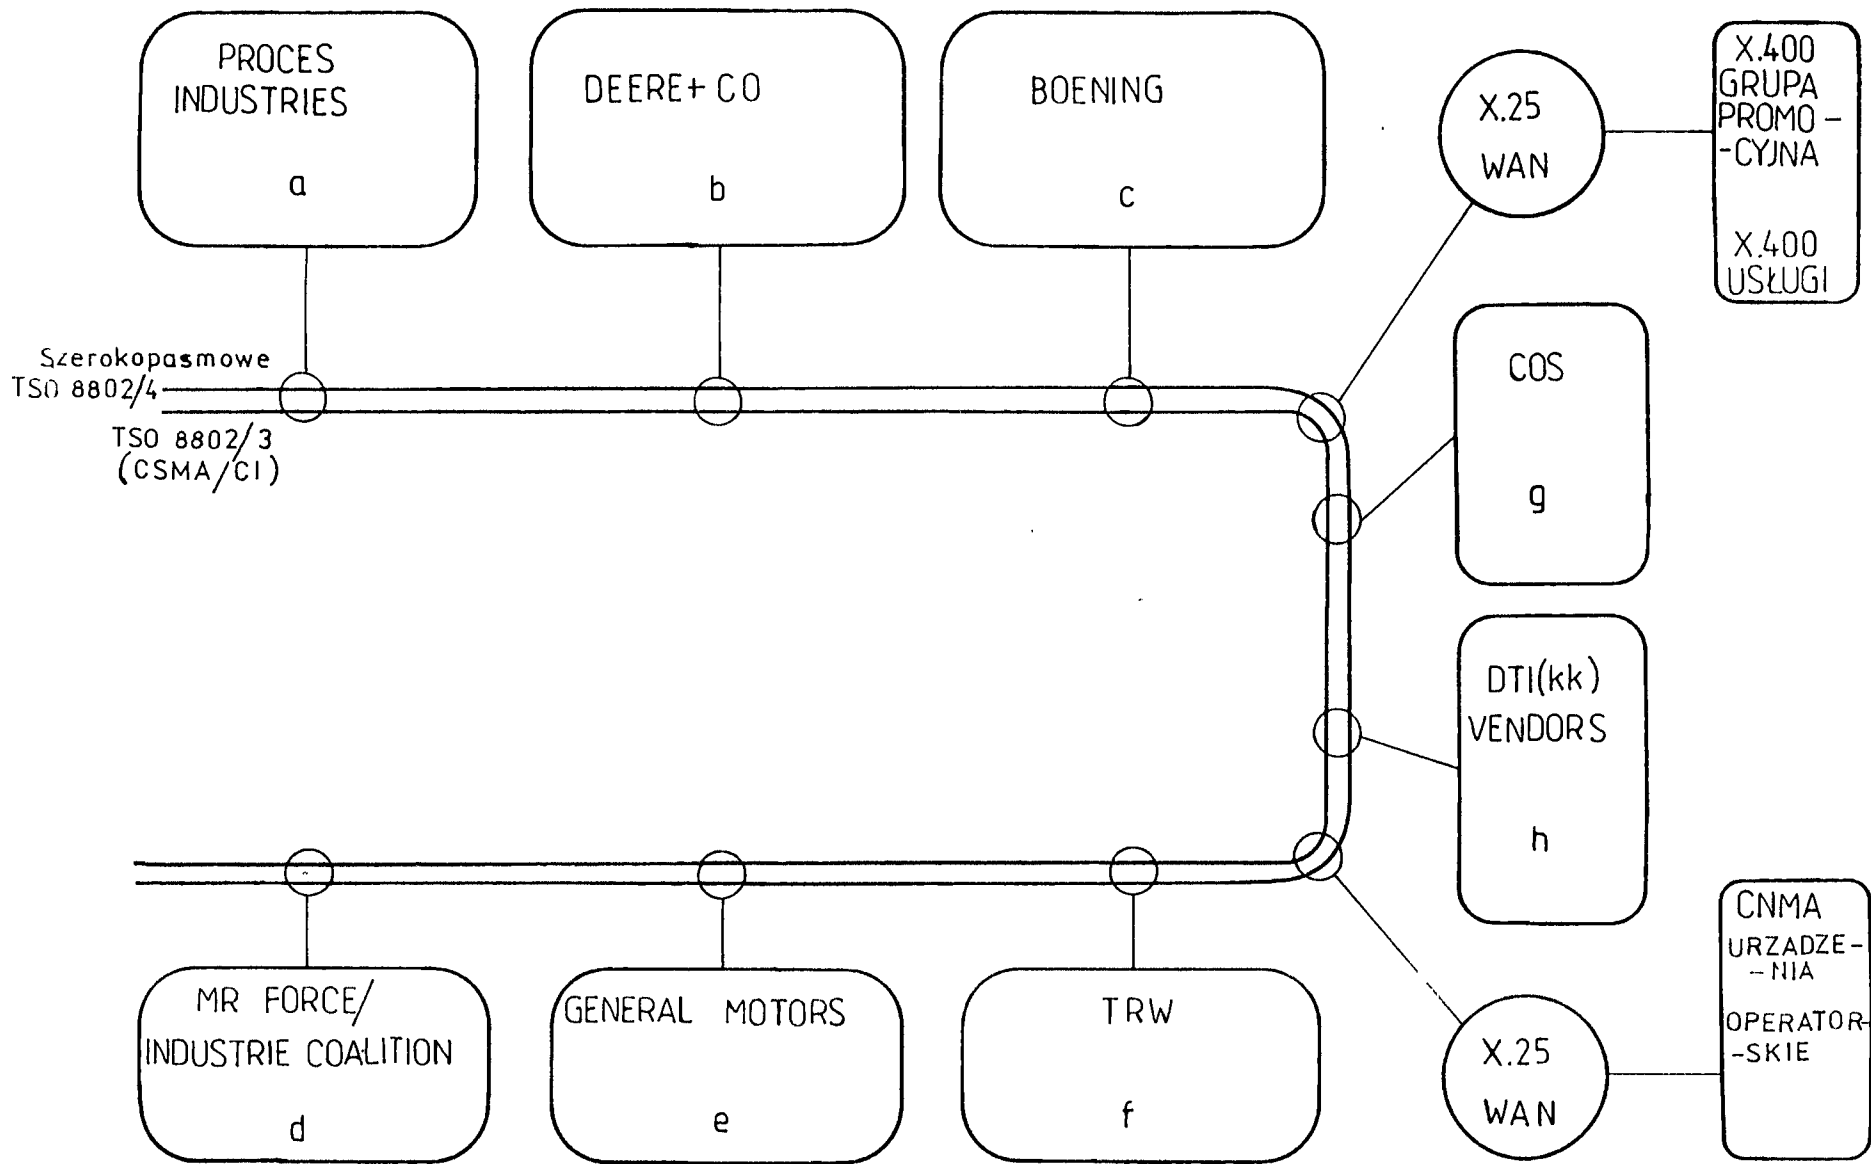 PROCES
INDUSTRIES
a
DEERE+ CO
b
BOENING
c
X.25
WAN
X.400
GRUPA
PROMO-
-CYJNA
X.400
USŁUGI
Szerokopasmowe
TSO 8802/4
TSO 8802/3
(CSMA/CI)
COS
g
DTI(kk)
VENDORS
h
MR FORCE/
INDUSTRIE COALITION
d
GENERAL MOTORS
e
TRW
f
X.25
WAN
CNMA
URZADZE-
-NIA
OPERATOR-
-SKIE